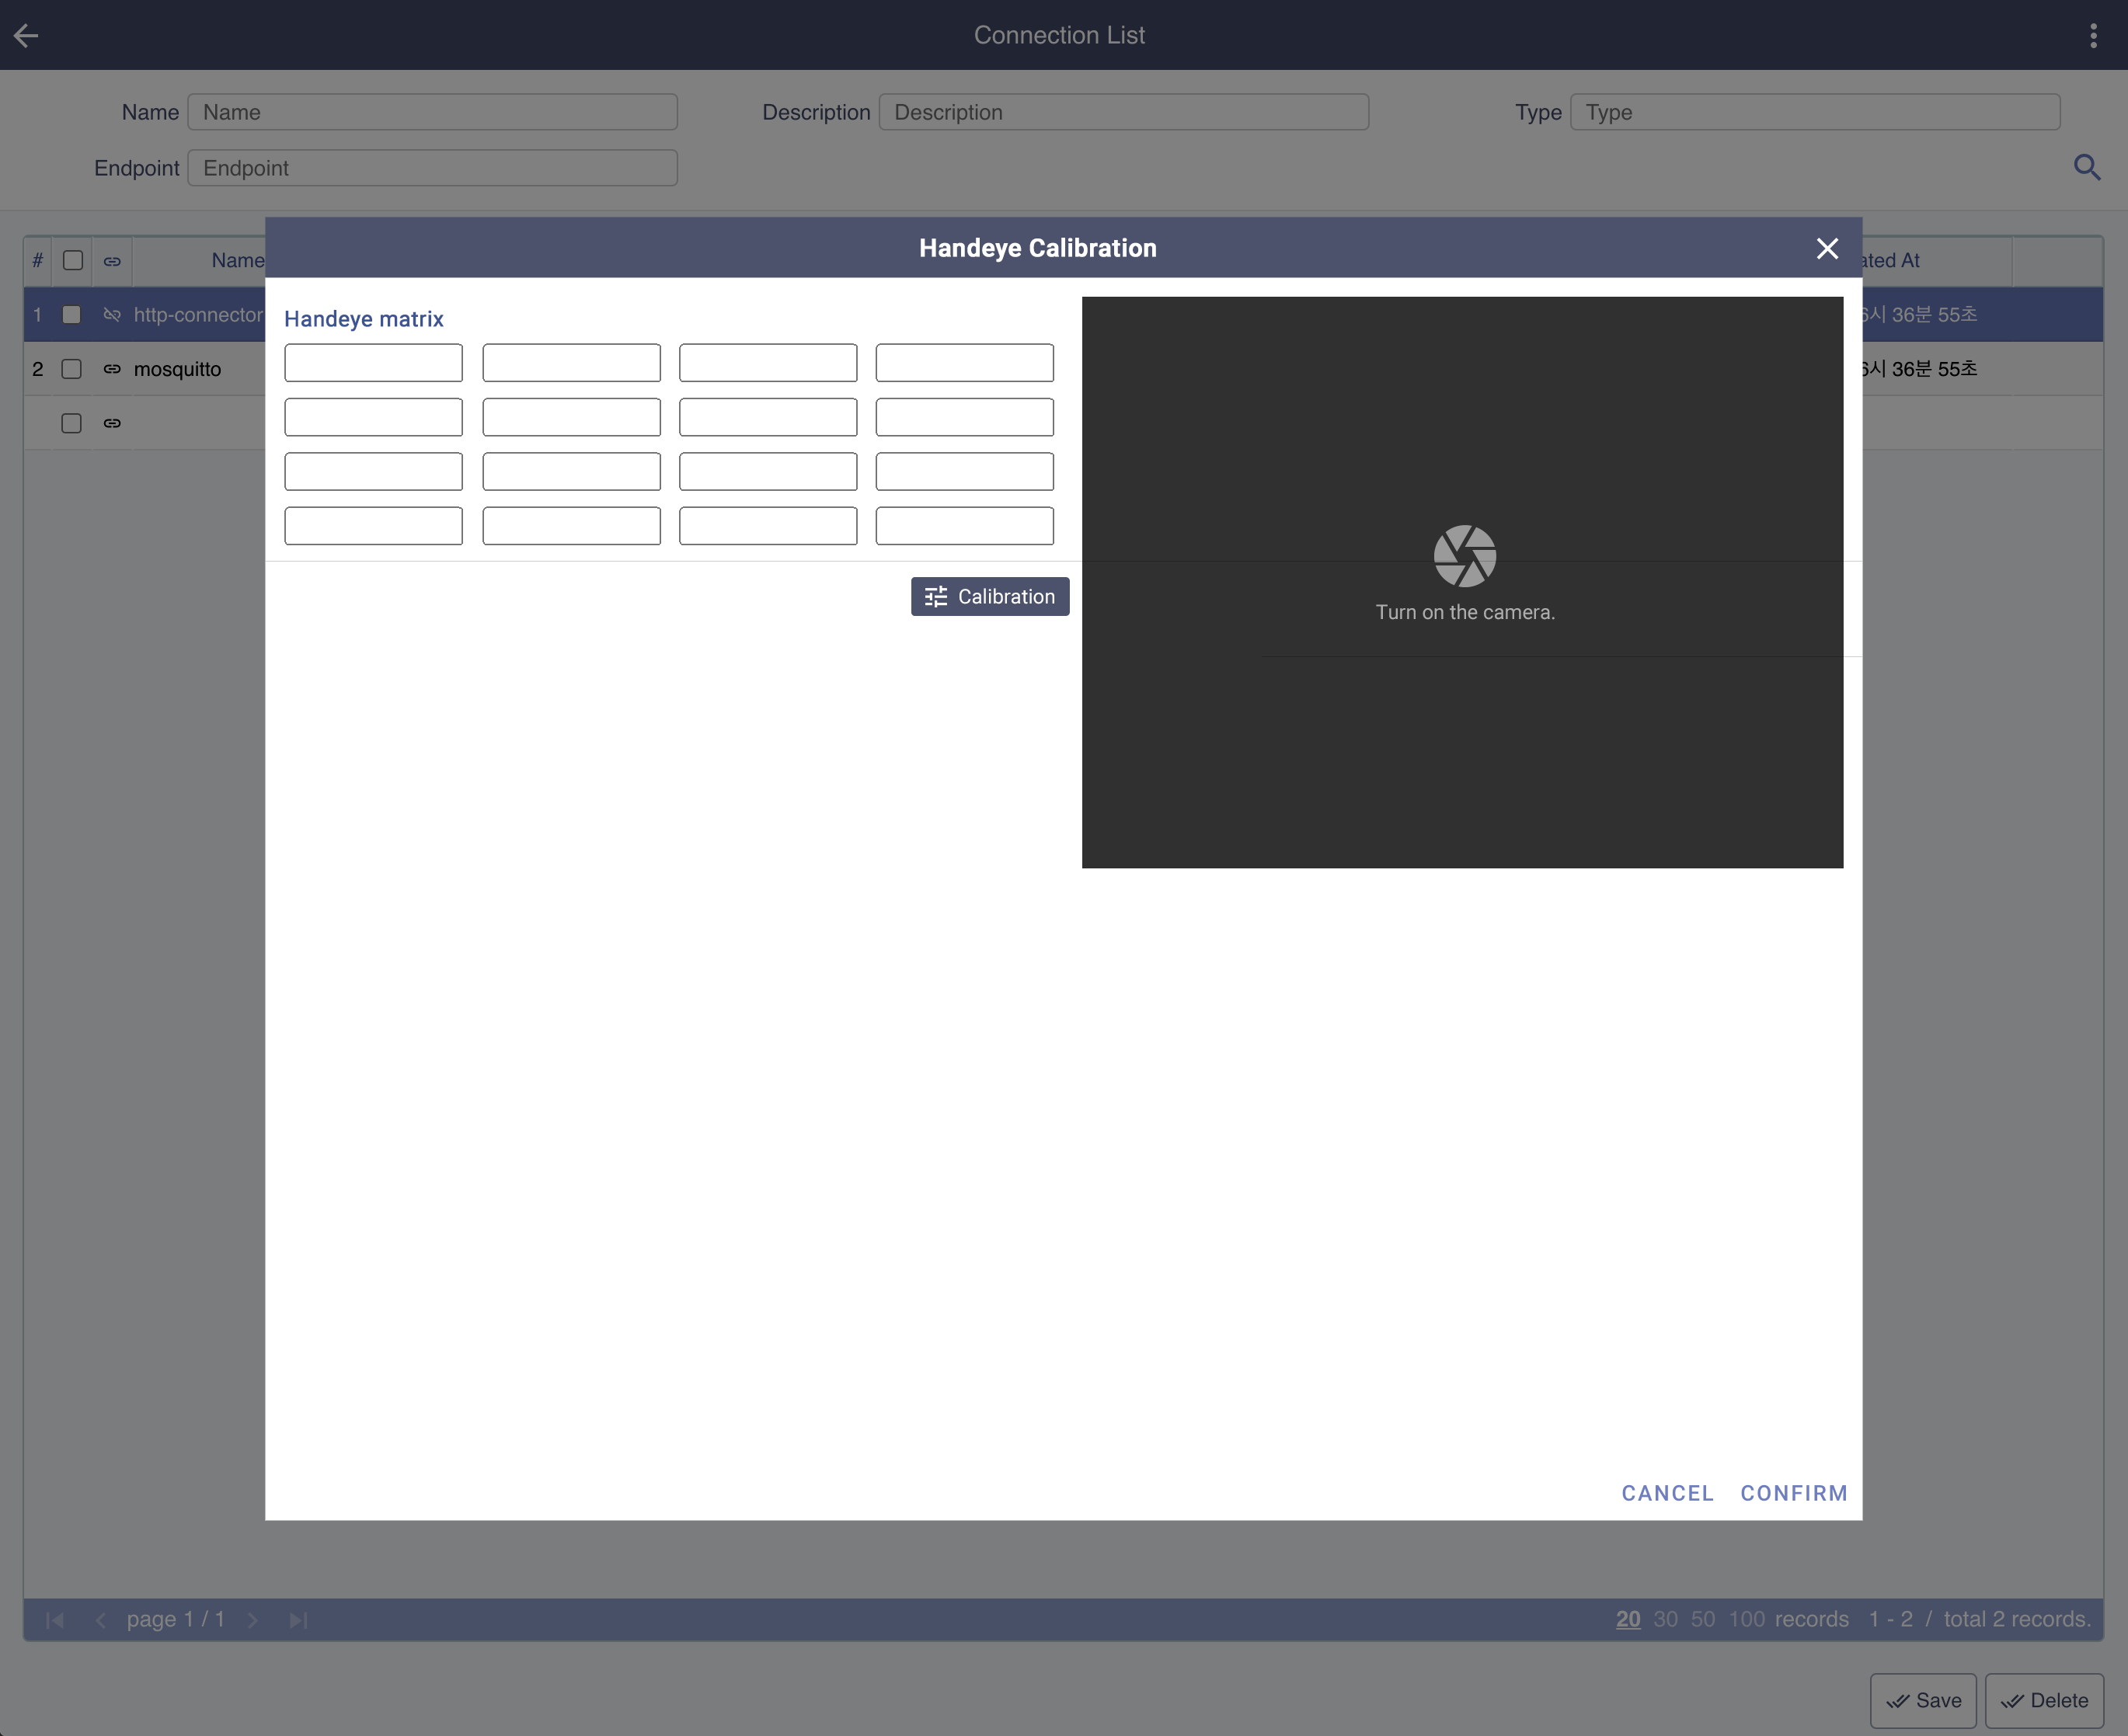 Connection List
Name Name Description Description Type Type
Endpoint Endpoint
Handeye Calibration
# Name ated At
1 http-connector 시 36분 55초
2 mosquitto 시 36분 55초
Handeye matrix
Calibration
Turn on the camera.
CANCEL CONFIRM
page 1 / 1 20 30 50 100 records 1 - 2 / total 2 records.
Save Delete